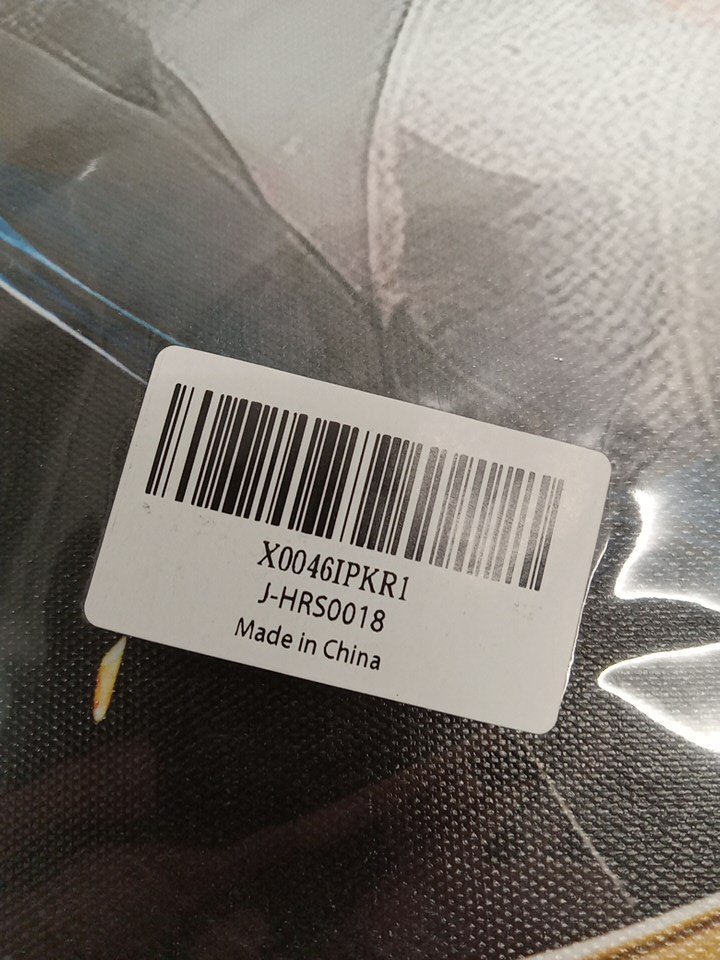 X0046IPKR1
J-HRS0018
Made in China